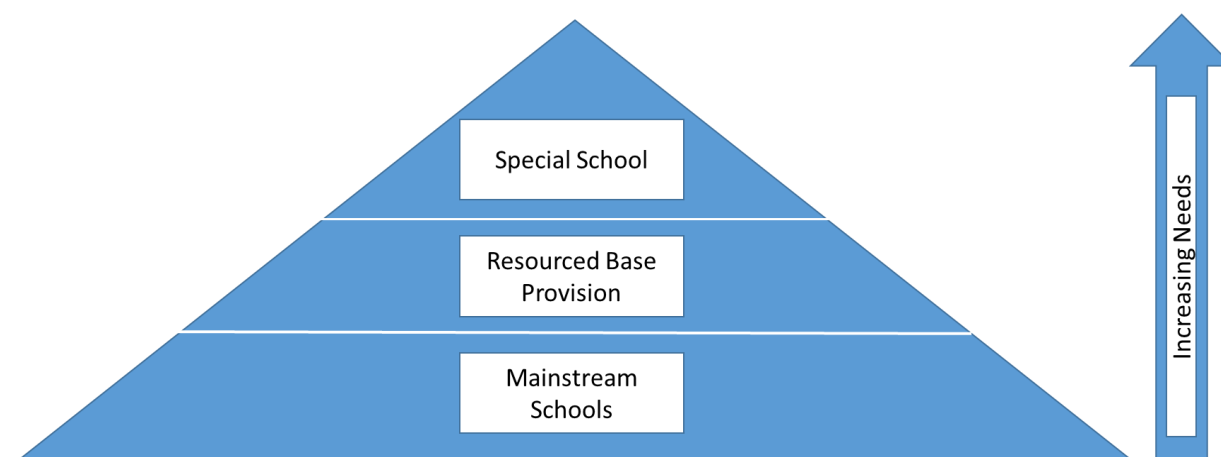 Special School
Resourced Base
Provision
Mainstream
Schools
Increasing Needs